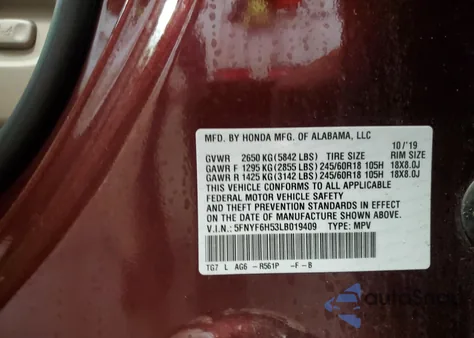 MFD. BY HONDA MFG. OF ALABAMA, LLC 10/'19
GVWR 2650 KG (5842 LBS) TIRE SIZE RIM SIZE
GAWR F 1295 KG (2855 LBS) 245/60R18 105H 18X8.0J
GAWR R 1425 KG (3142 LBS) 245/60R18 105H 18X8.0J
THIS VEHICLE CONFORMS TO ALL APPLICABLE
FEDERAL MOTOR VEHICLE SAFETY
AND THEFT PREVENTION STANDARDS IN EFFECT
ON THE DATE OF MANUFACTURE SHOWN ABOVE.
V.I.N.: 5FNYF6H53LB019409 TYPE: MPV
TG7 L AG6 -R561P -F-B